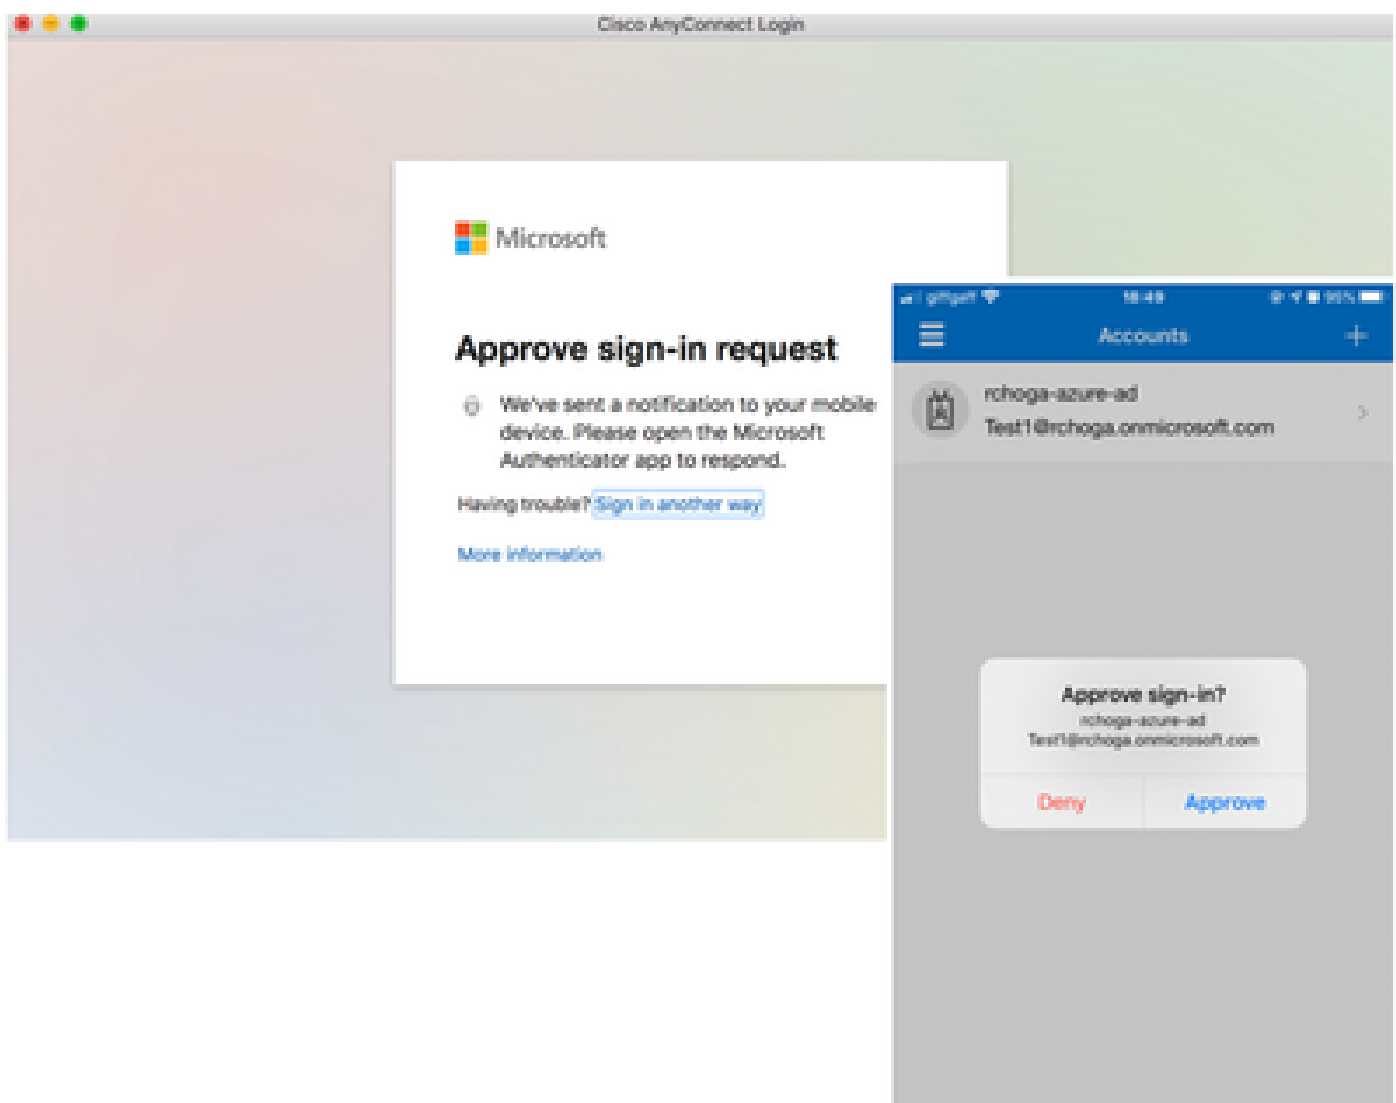 Cisco AnyConnect Login
Microsoft
Approve sign-in request
We've sent a notification to your mobile
device. Please open the Microsoft
Authenticator app to respond.
Having trouble? Sign in another way
More information
giffgaff 18:49 95%
Accounts
rchoga-azure-ad
Test1@rchoga.onmicrosoft.com
Approve sign-in?
rchoga-azure-ad
Test1@rchoga.onmicrosoft.com
Deny Approve